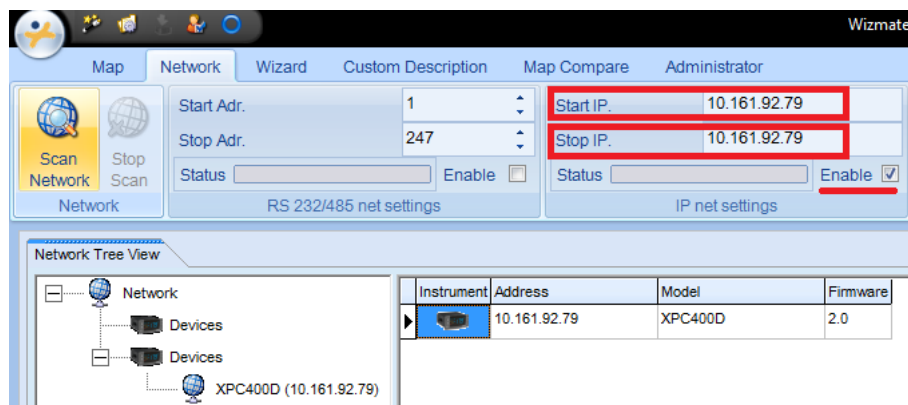 Wizmate
Map Network Wizard Custom Description Map Compare Administrator
Scan Network
Stop Scan
Network
Start Adr. 1
Stop Adr. 247
Status Enable
RS 232/485 net settings
Start IP. 10.161.92.79
Stop IP. 10.161.92.79
Status Enable
IP net settings
Network Tree View
Network
Devices
Devices
XPC400D (10.161.92.79)
Instrument Address Model Firmware
10.161.92.79 XPC400D 2.0